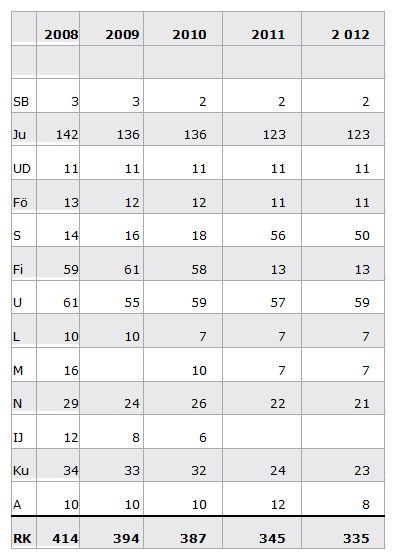 2008 2009 2010 2011 2 012
SB 3 3 2 2 2
Ju 142 136 136 123 123
UD 11 11 11 11 11
Fö 13 12 12 11 11
S 14 16 18 56 50
Fi 59 61 58 13 13
U 61 55 59 57 59
L 10 10 7 7 7
M 16 10 7 7
N 29 24 26 22 21
IJ 12 8 6
Ku 34 33 32 24 23
A 10 10 10 12 8
RK 414 394 387 345 335